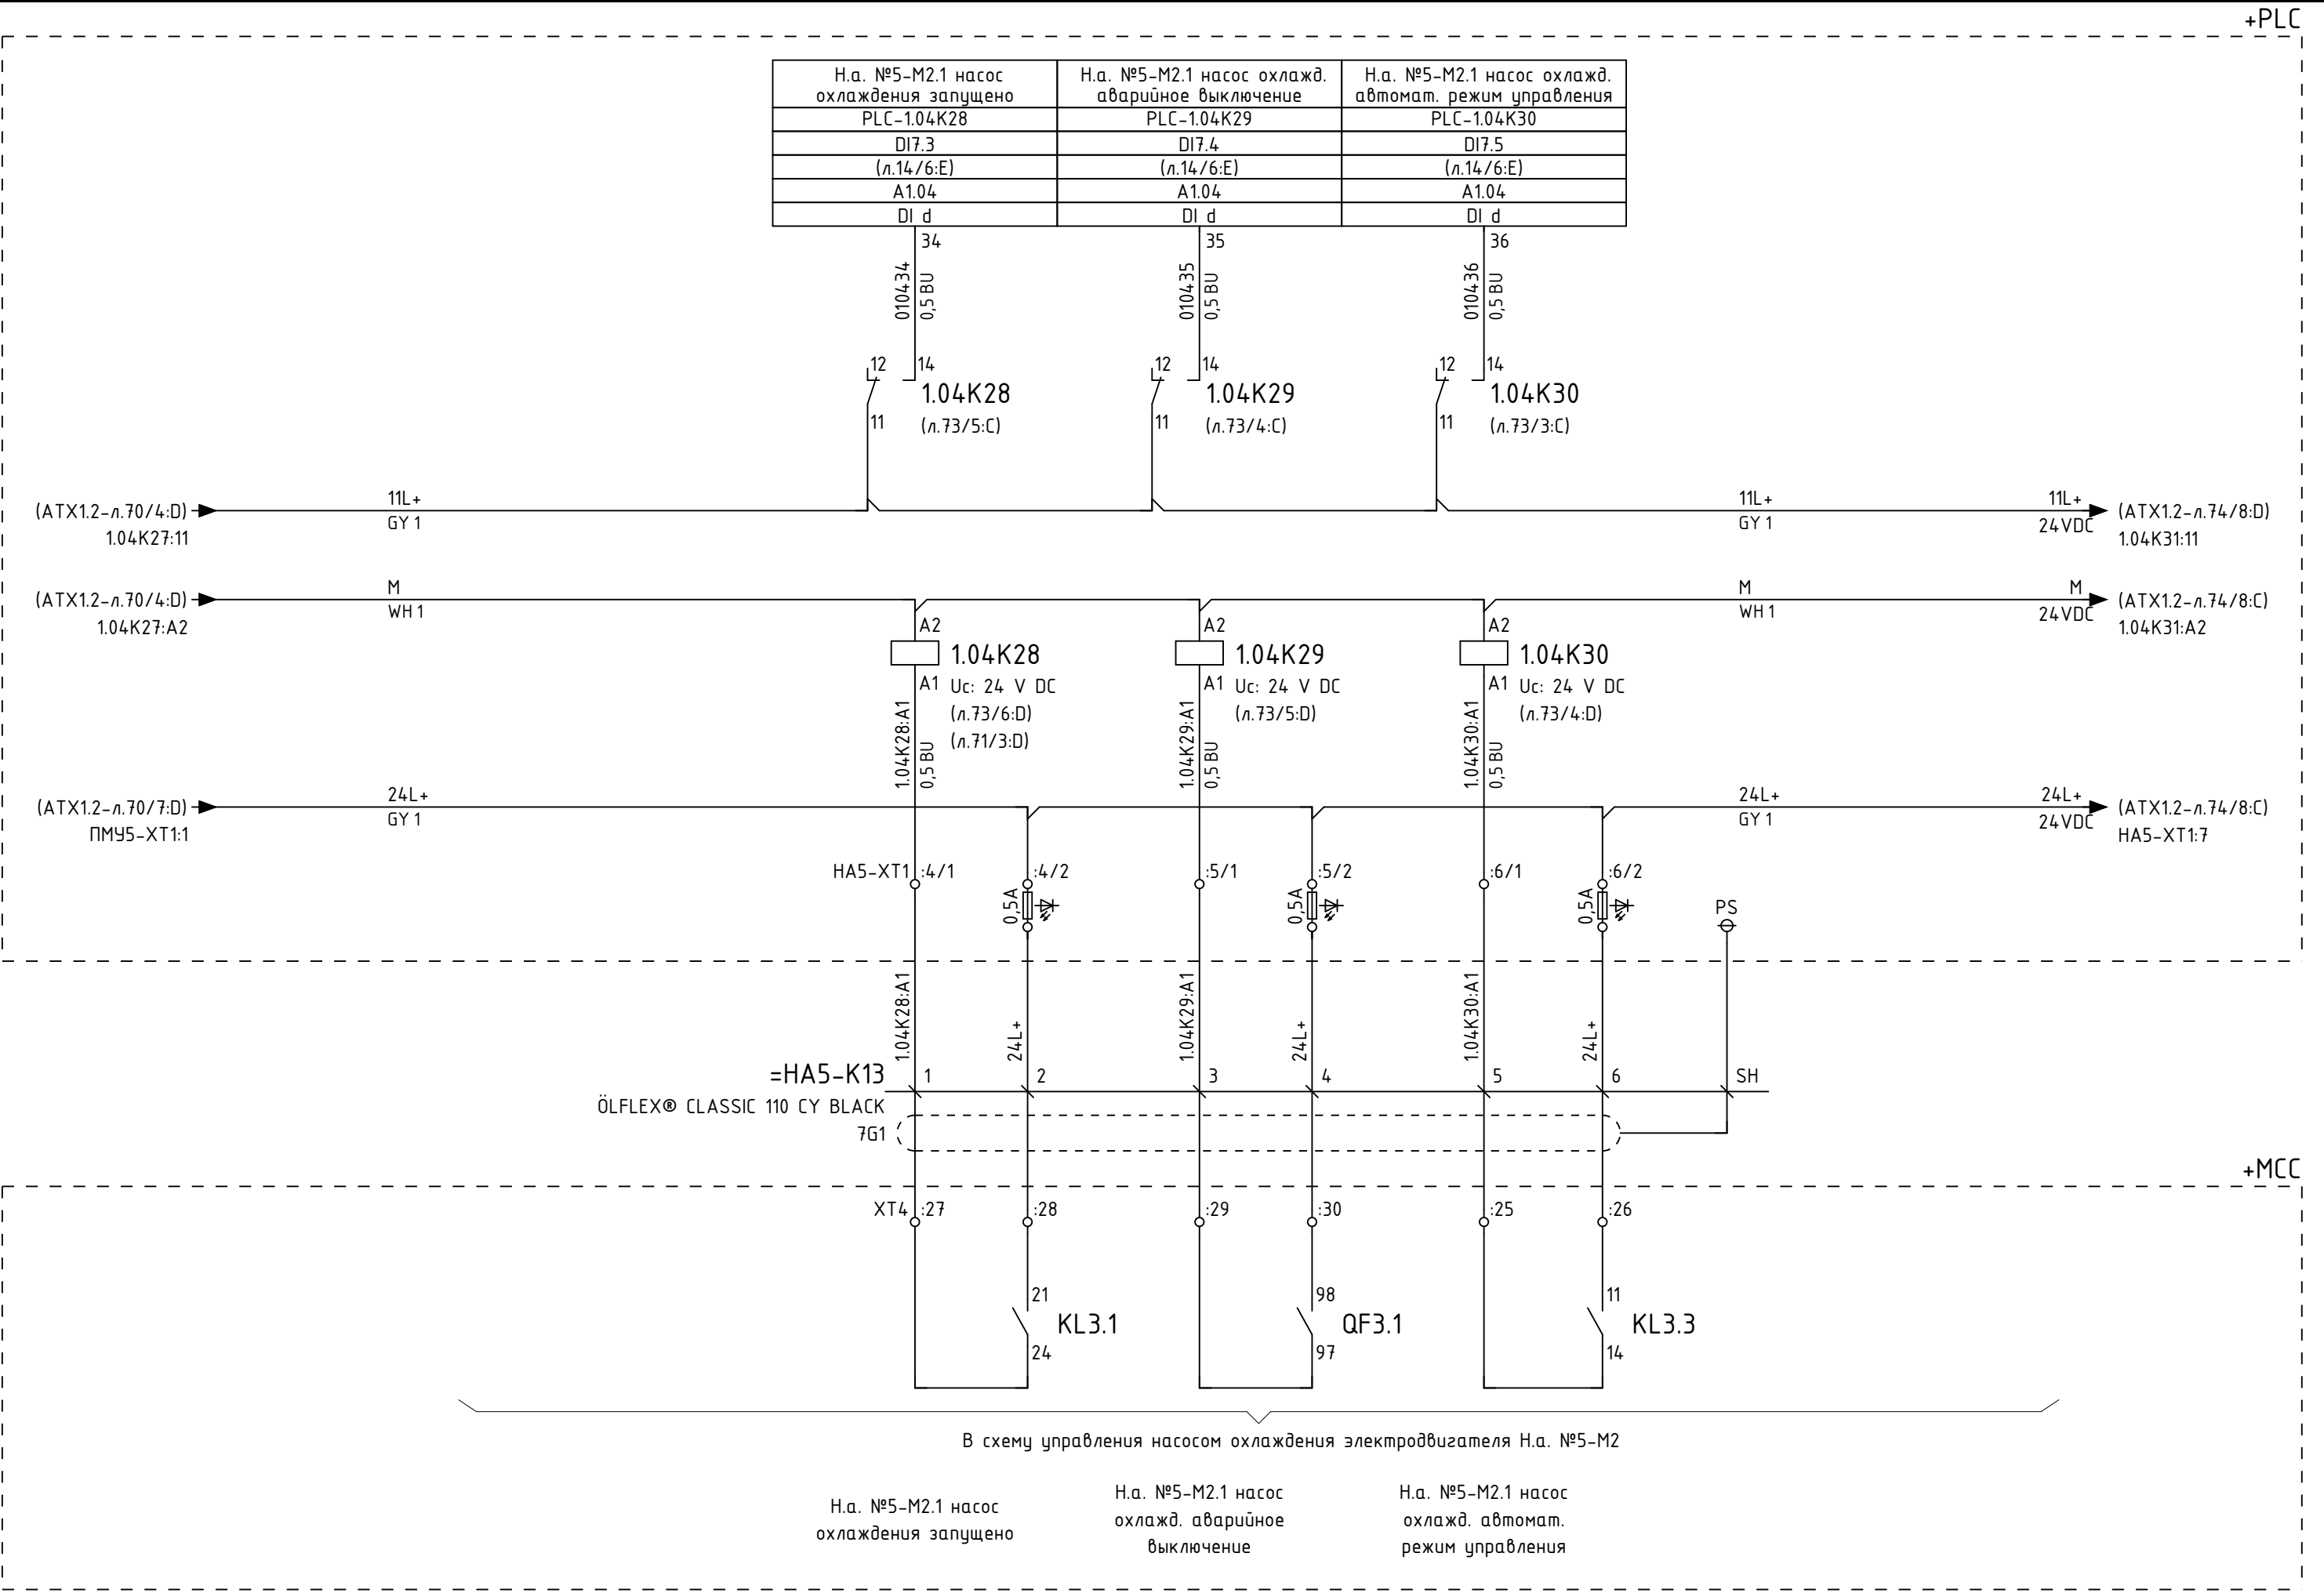 +PLC
Н.а. №5-М2.1 насос
охлаждения запущено
Н.а. №5-М2.1 насос охлажд.
аварийное выключение
Н.а. №5-М2.1 насос охлажд.
автомат. режим управления
PLC-1.04K28
PLC-1.04K29
PLC-1.04K30
DI7.3
DI7.4
DI7.5
(л.14/6:E)
(л.14/6:E)
(л.14/6:E)
A1.04
A1.04
A1.04
DI d
DI d
DI d
34
35
36
010434
0,5 BU
010435
0,5 BU
010436
0,5 BU
12
14
12
14
12
14
1.04K28
1.04K29
1.04K30
11
(л.73/5:C)
11
(л.73/4:C)
11
(л.73/3:C)
(ATX1.2-л.70/4:D)
1.04K27:11
11L+
GY 1
11L+
GY 1
11L+
24VDC
(ATX1.2-л.74/8:D)
1.04K31:11
(ATX1.2-л.70/4:D)
1.04K27:A2
M
WH 1
M
WH 1
M
24VDC
(ATX1.2-л.74/8:C)
1.04K31:A2
A2
A2
A2
1.04K28
1.04K29
1.04K30
A1
Uc: 24 V DC
A1
Uc: 24 V DC
A1
Uc: 24 V DC
(л.73/6:D)
(л.73/5:D)
(л.73/4:D)
(л.71/3:D)
1.04K28:A1
0,5 BU
1.04K29:A1
0,5 BU
1.04K30:A1
0,5 BU
(ATX1.2-л.70/7:D)
ПМУ5-XT1:1
24L+
GY 1
24L+
GY 1
24L+
24VDC
(ATX1.2-л.74/8:C)
HA5-XT1:7
HA5-XT1
:4/1
:4/2
:5/1
:5/2
:6/1
:6/2
0,5A
0,5A
0,5A
PS
1.04K28:A1
24L+
1.04K29:A1
24L+
1.04K30:A1
24L+
=HA5-K13
1
2
3
4
5
6
SH
ÖLFLEX® CLASSIC 110 CY BLACK
7G1
+MCC
XT4
:27
:28
:29
:30
:25
:26
21
98
11
KL3.1
QF3.1
KL3.3
24
97
14
В схему управления насосом охлаждения электродвигателя Н.а. №5-М2
Н.а. №5-М2.1 насос
охлаждения запущено
Н.а. №5-М2.1 насос
охлажд. аварийное
выключение
Н.а. №5-М2.1 насос
охлажд. автомат.
режим управления